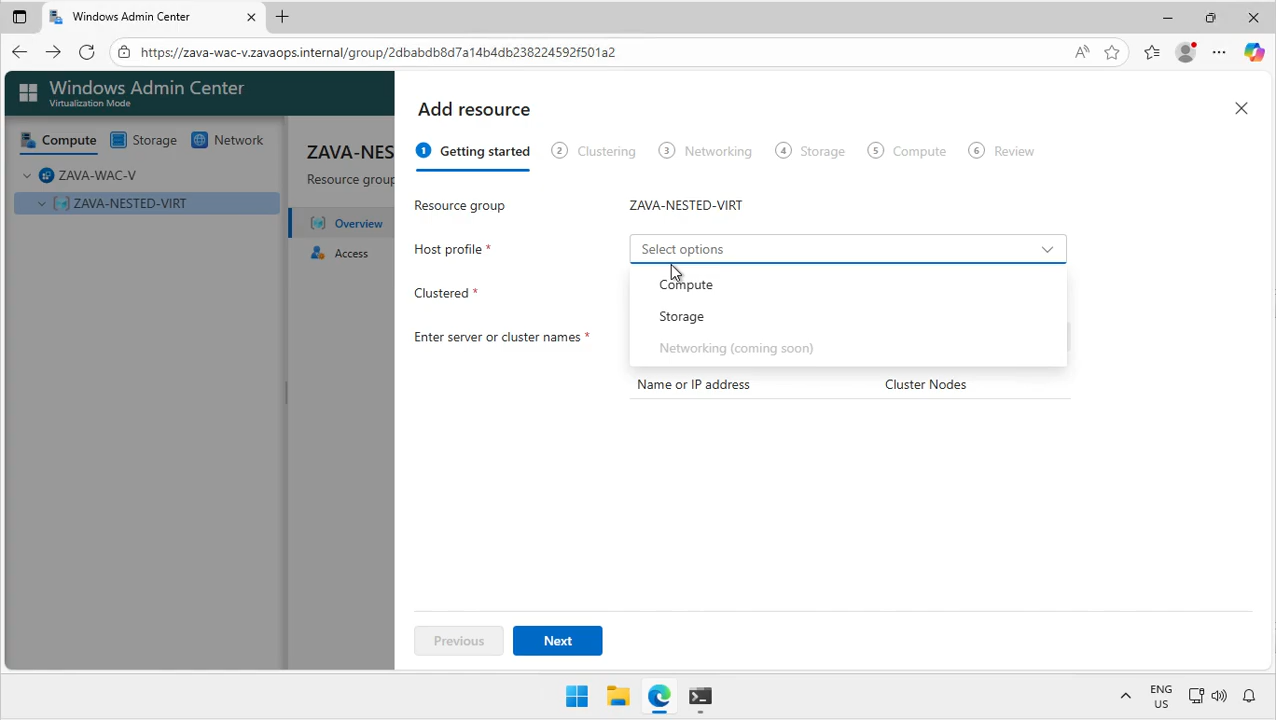 Windows Admin Center
https://zava-wac-v.zavaops.internal/group/2dbabdb8d7a14b4db238224592f501a2
Windows Admin Center
Virtualization Mode
Compute
Storage
Network
ZAVA-WAC-V
ZAVA-NESTED-VIRT
ZAVA-NES
Resource group
Overview
Access
Add resource
1 Getting started
2 Clustering
3 Networking
4 Storage
5 Compute
6 Review
Resource group
ZAVA-NESTED-VIRT
Host profile *
Select options
Compute
Storage
Networking (coming soon)
Clustered *
Enter server or cluster names *
Name or IP address
Cluster Nodes
Previous
Next
ENG
US